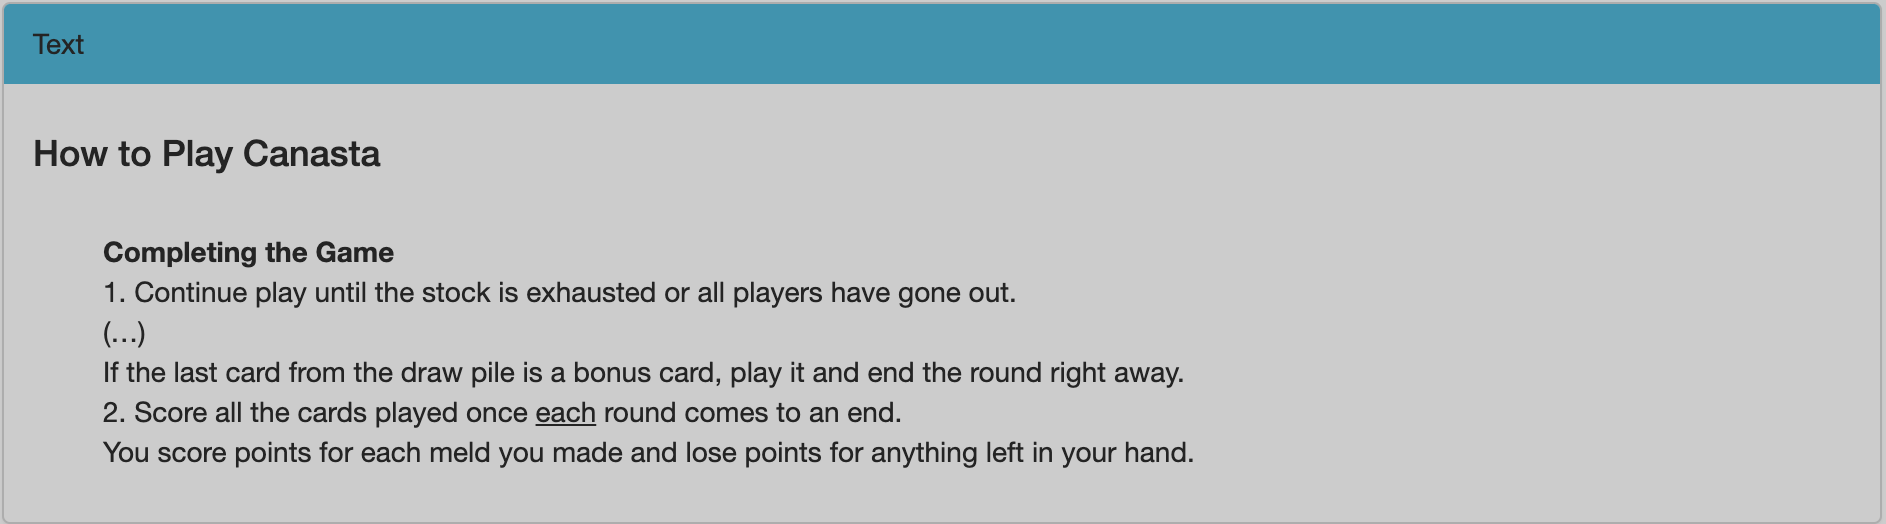 Text
How to Play Canasta
Completing the Game
1. Continue play until the stock is exhausted or all players have gone out.
(…)
If the last card from the draw pile is a bonus card, play it and end the round right away.
2. Score all the cards played once each round comes to an end.
You score points for each meld you made and lose points for anything left in your hand.